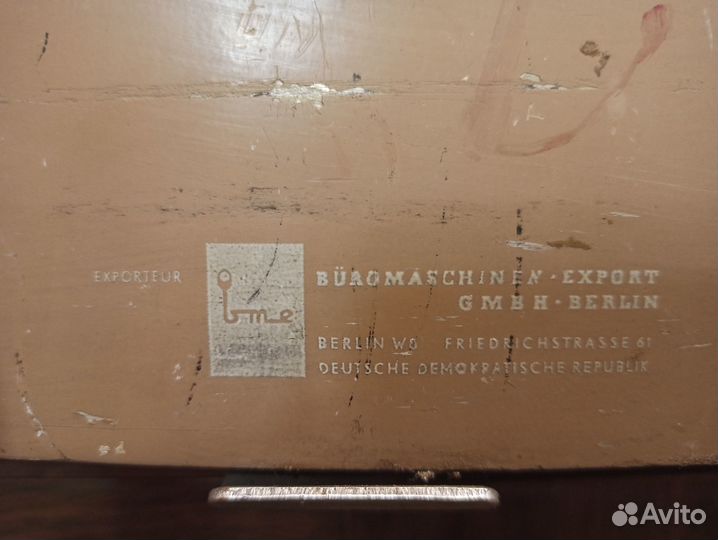 EXPORTEUR
bme
BÜROMASCHINEN-EXPORT
GMBH·BERLIN
BERLIN W8 FRIEDRICHSTRASSE 61
DEUTSCHE DEMOKRATISCHE REPUBLIK
Avito